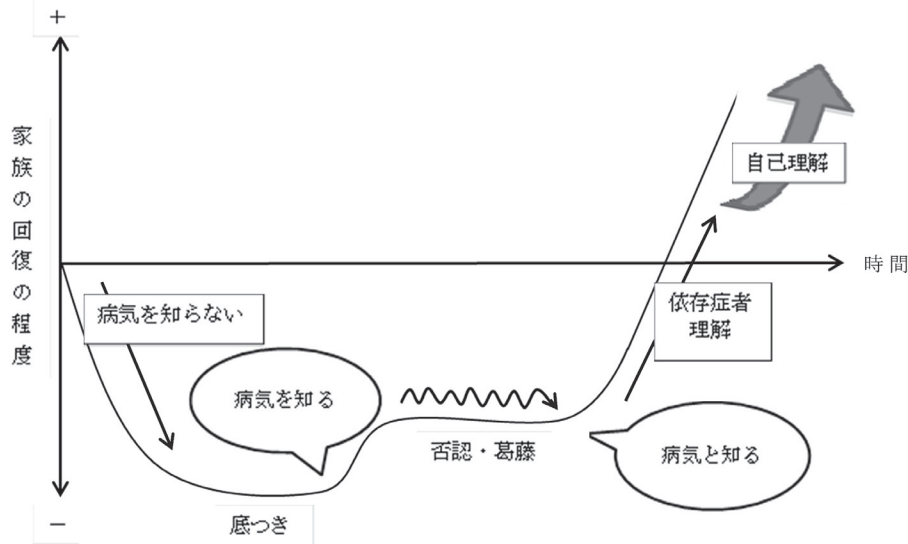 +
家族の回復の程度
自己理解
時間
病気を知らない
依存症者
理解
病気を知る
否認・葛藤
病気と知る
底つき
−